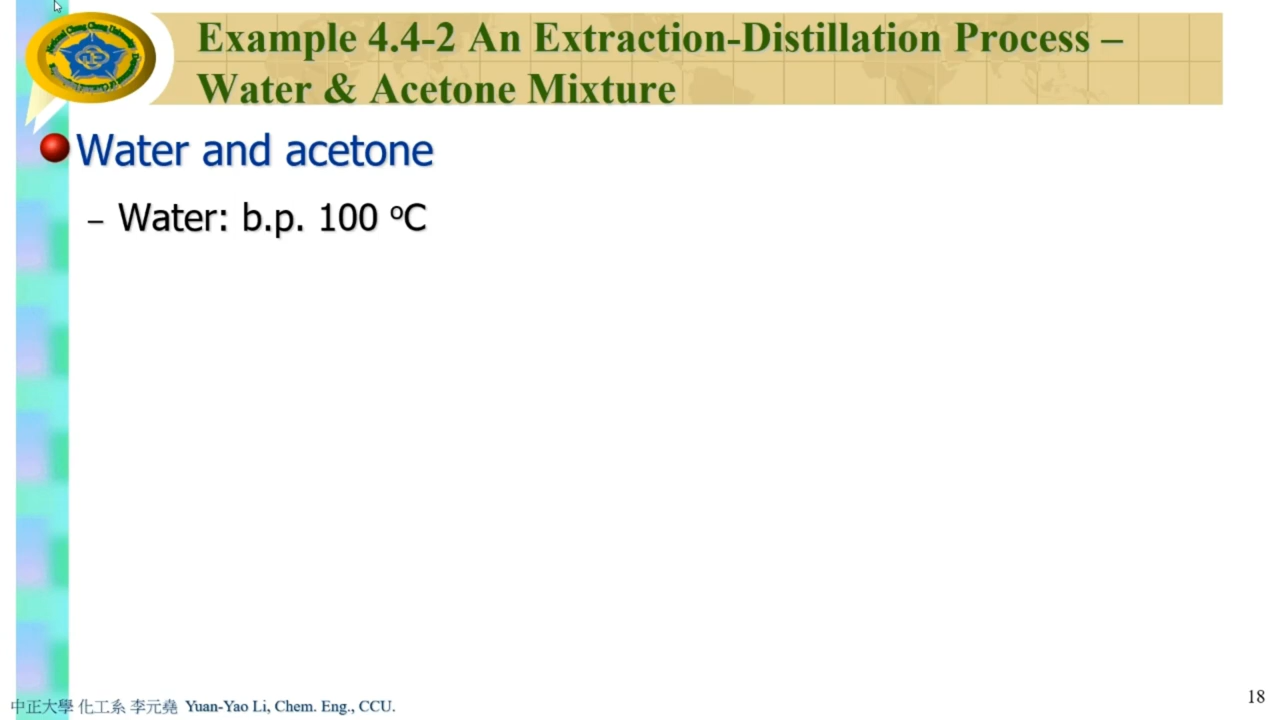 Example 4.4-2 An Extraction-Distillation Process –
Water & Acetone Mixture
Water and acetone
– Water: b.p. 100 ºC
中正大學 化工系 李元堯 Yuan-Yao Li, Chem. Eng., CCU.
18